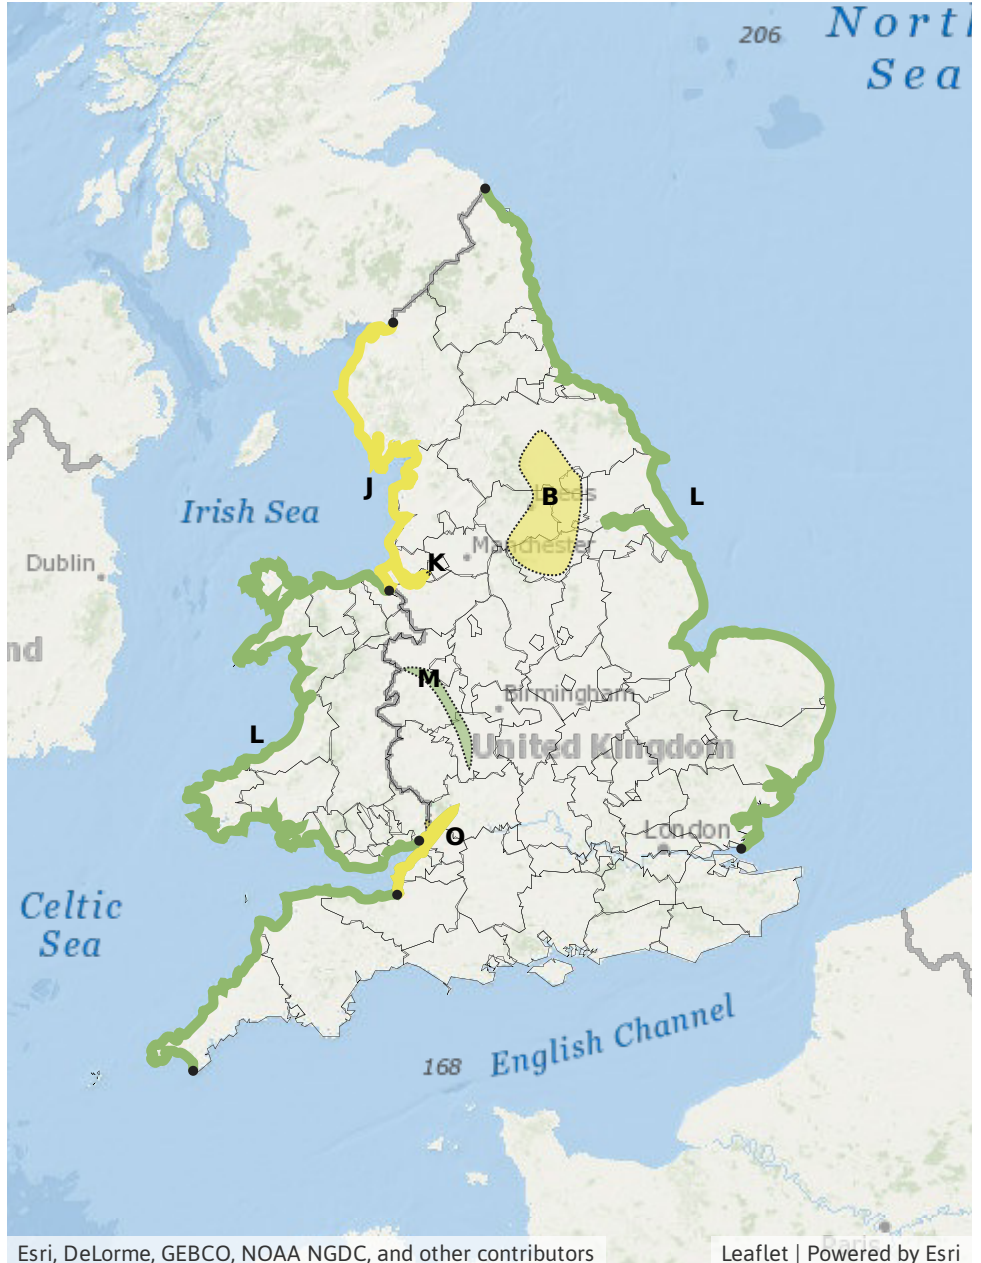 206
North
Sea
J
B
Leeds
L
Irish Sea
Manchester
Dublin
K
nd
M
Birmingham
L
United Kingdom
London
O
Celtic
Sea
English Channel
168
Paris
Esri, DeLorme, GEBCO, NOAA NGDC, and other contributors
Leaflet | Powered by Esri